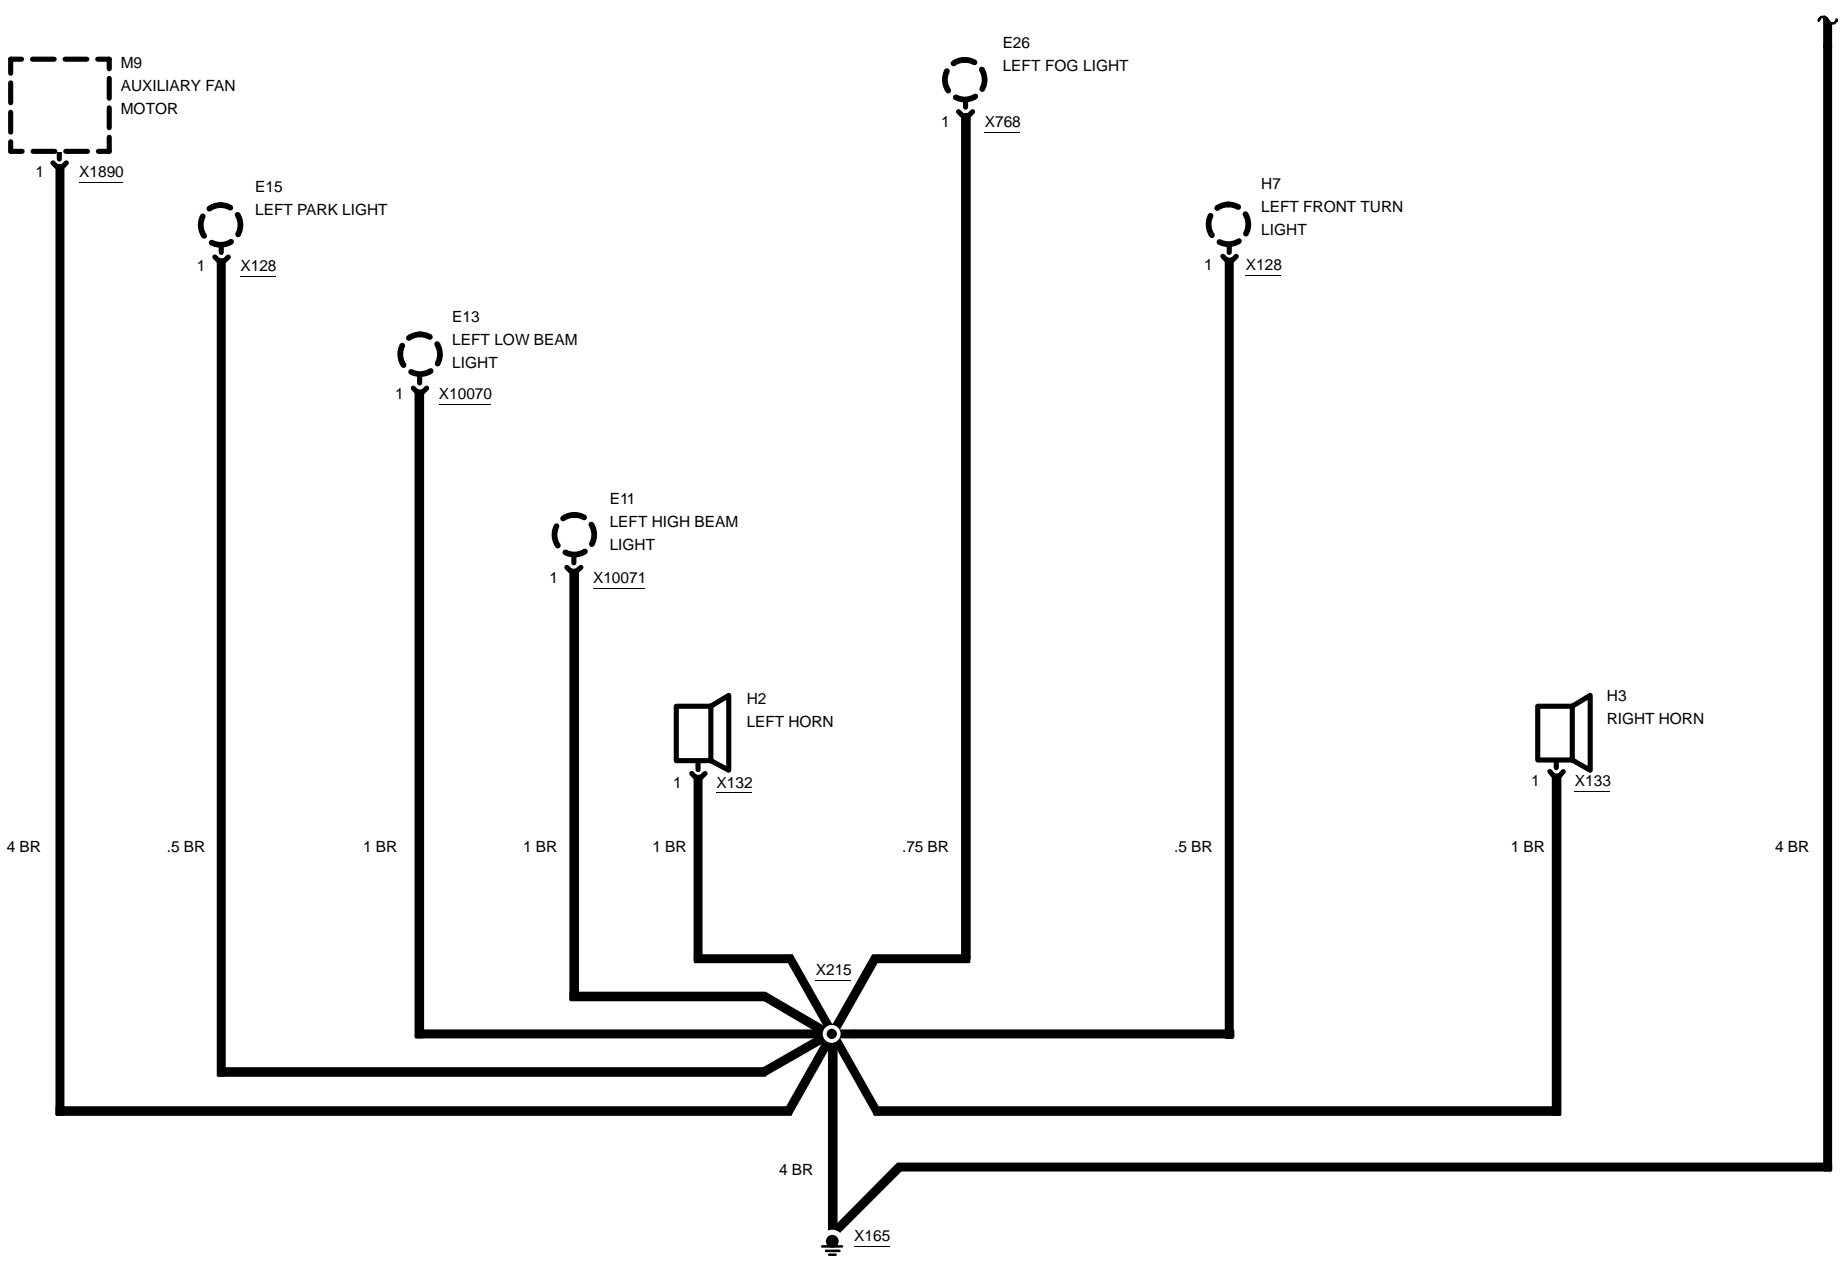 E26
LEFT FOG LIGHT
1 X768
M9
AUXILIARY FAN
MOTOR
1 X1890
E15
LEFT PARK LIGHT
1 X128
H7
LEFT FRONT TURN
LIGHT
1 X128
E13
LEFT LOW BEAM
LIGHT
1 X10070
E11
LEFT HIGH BEAM
LIGHT
1 X10071
H2
LEFT HORN
1 X132
H3
RIGHT HORN
1 X133
4 BR .5 BR 1 BR 1 BR 1 BR .75 BR .5 BR 1 BR 4 BR
X215
4 BR
X165